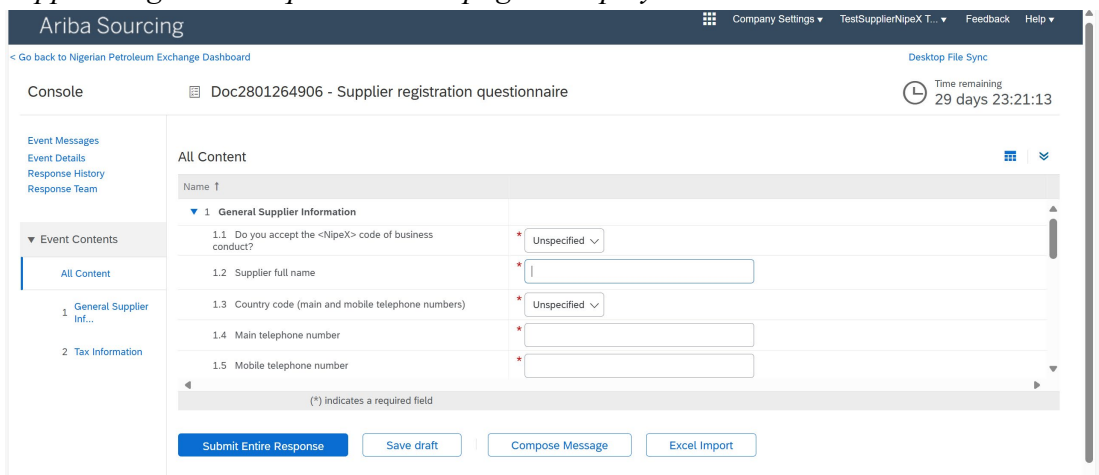 Ariba Sourcing
Company Settings ▾ TestSupplierNipeX T... ▾ Feedback Help ▾
< Go back to Nigerian Petroleum Exchange Dashboard
Desktop File Sync
Console
Doc2801264906 - Supplier registration questionnaire
Time remaining
29 days 23:21:13
Event Messages
Event Details
Response History
Response Team
▼ Event Contents
All Content
1 General Supplier Inf...
2 Tax Information
All Content
Name ↑
▼ 1 General Supplier Information
1.1 Do you accept the <NipeX> code of business
conduct?
* Unspecified
1.2 Supplier full name
*
1.3 Country code (main and mobile telephone numbers)
* Unspecified
1.4 Main telephone number
*
1.5 Mobile telephone number
*
(*) indicates a required field
Submit Entire Response
Save draft
Compose Message
Excel Import